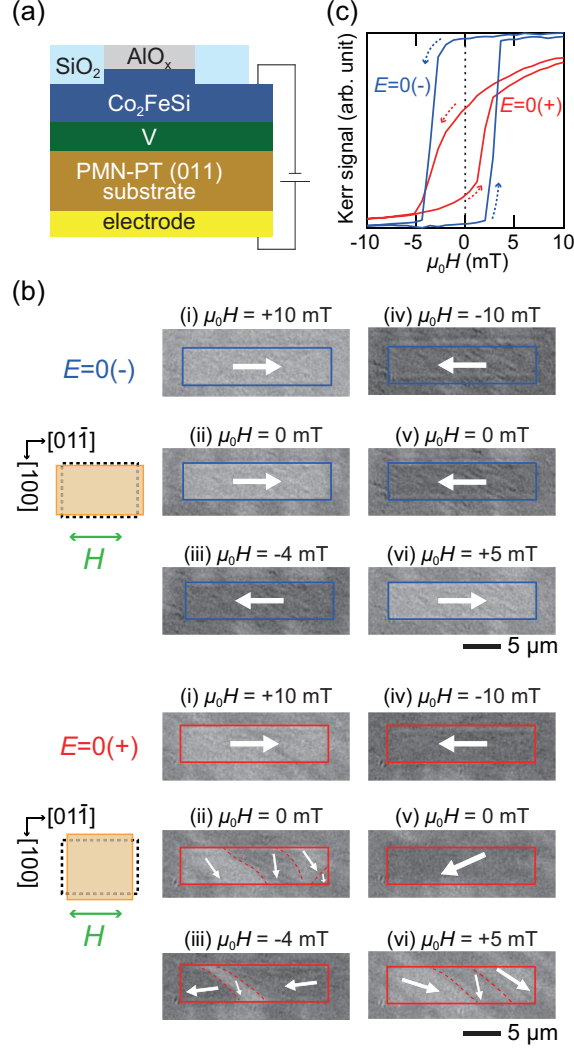 (a)
SiO2
AlOx
Co2FeSi
V
PMN-PT (011)
substrate
electrode
(c)
Kerr signal (arb. unit)
E=0(-)
E=0(+)
-10 -5 0 5 10
μ0H (mT)
(b)
E=0(-)
[011̄]
[100]
H
(i) μ0H = +10 mT
(iv) μ0H = -10 mT
(ii) μ0H = 0 mT
(v) μ0H = 0 mT
(iii) μ0H = -4 mT
(vi) μ0H = +5 mT
5 μm
E=0(+)
[011̄]
[100]
H
(i) μ0H = +10 mT
(iv) μ0H = -10 mT
(ii) μ0H = 0 mT
(v) μ0H = 0 mT
(iii) μ0H = -4 mT
(vi) μ0H = +5 mT
5 μm